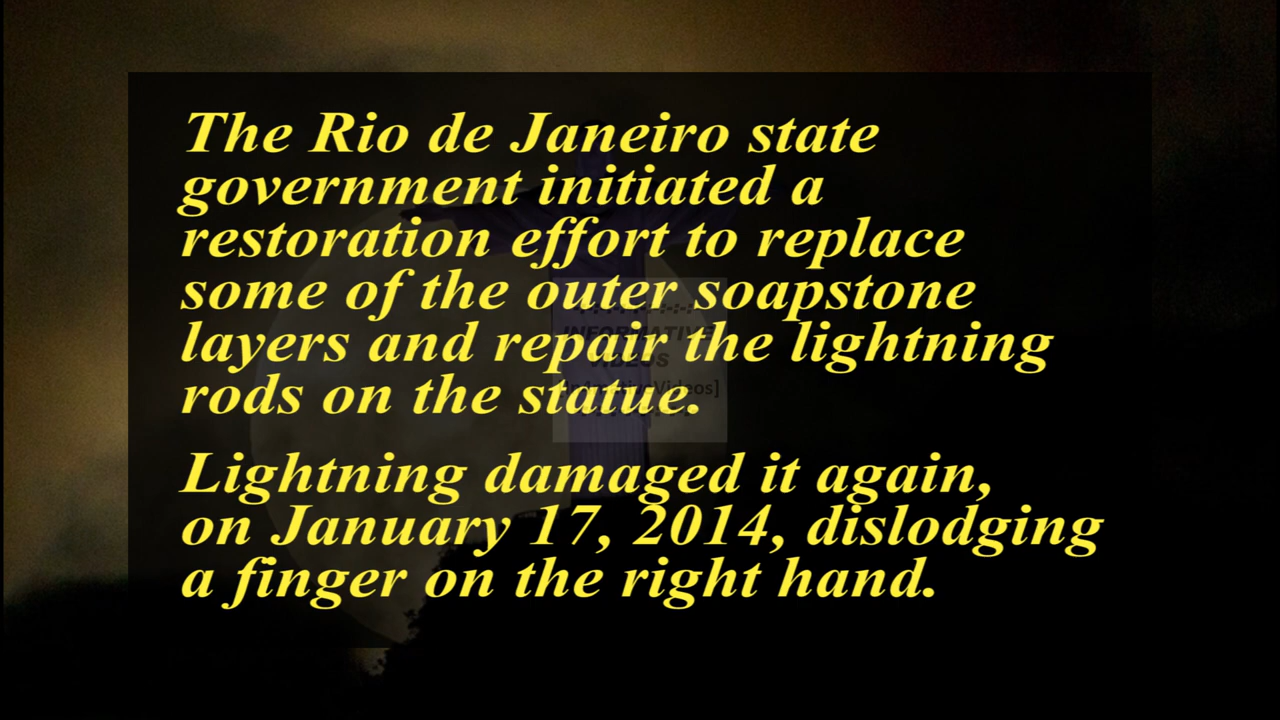 The Rio de Janeiro state
government initiated a
restoration effort to replace
some of the outer soapstone
layers and repair the lightning
rods on the statue.
Lightning damaged it again,
on January 17, 2014, dislodging
a finger on the right hand.
INFORMATIVE
VIDEOS